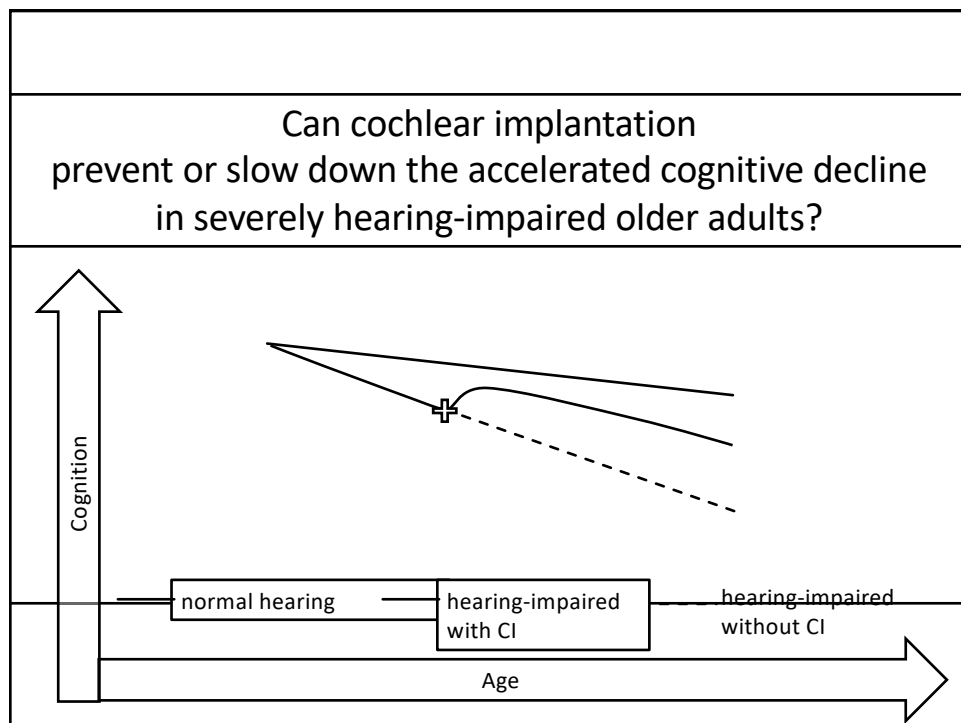 Can cochlear implantation
prevent or slow down the accelerated cognitive decline
in severely hearing-impaired older adults?
Cognition
normal hearing
hearing-impaired
with CI
hearing-impaired
without CI
Age